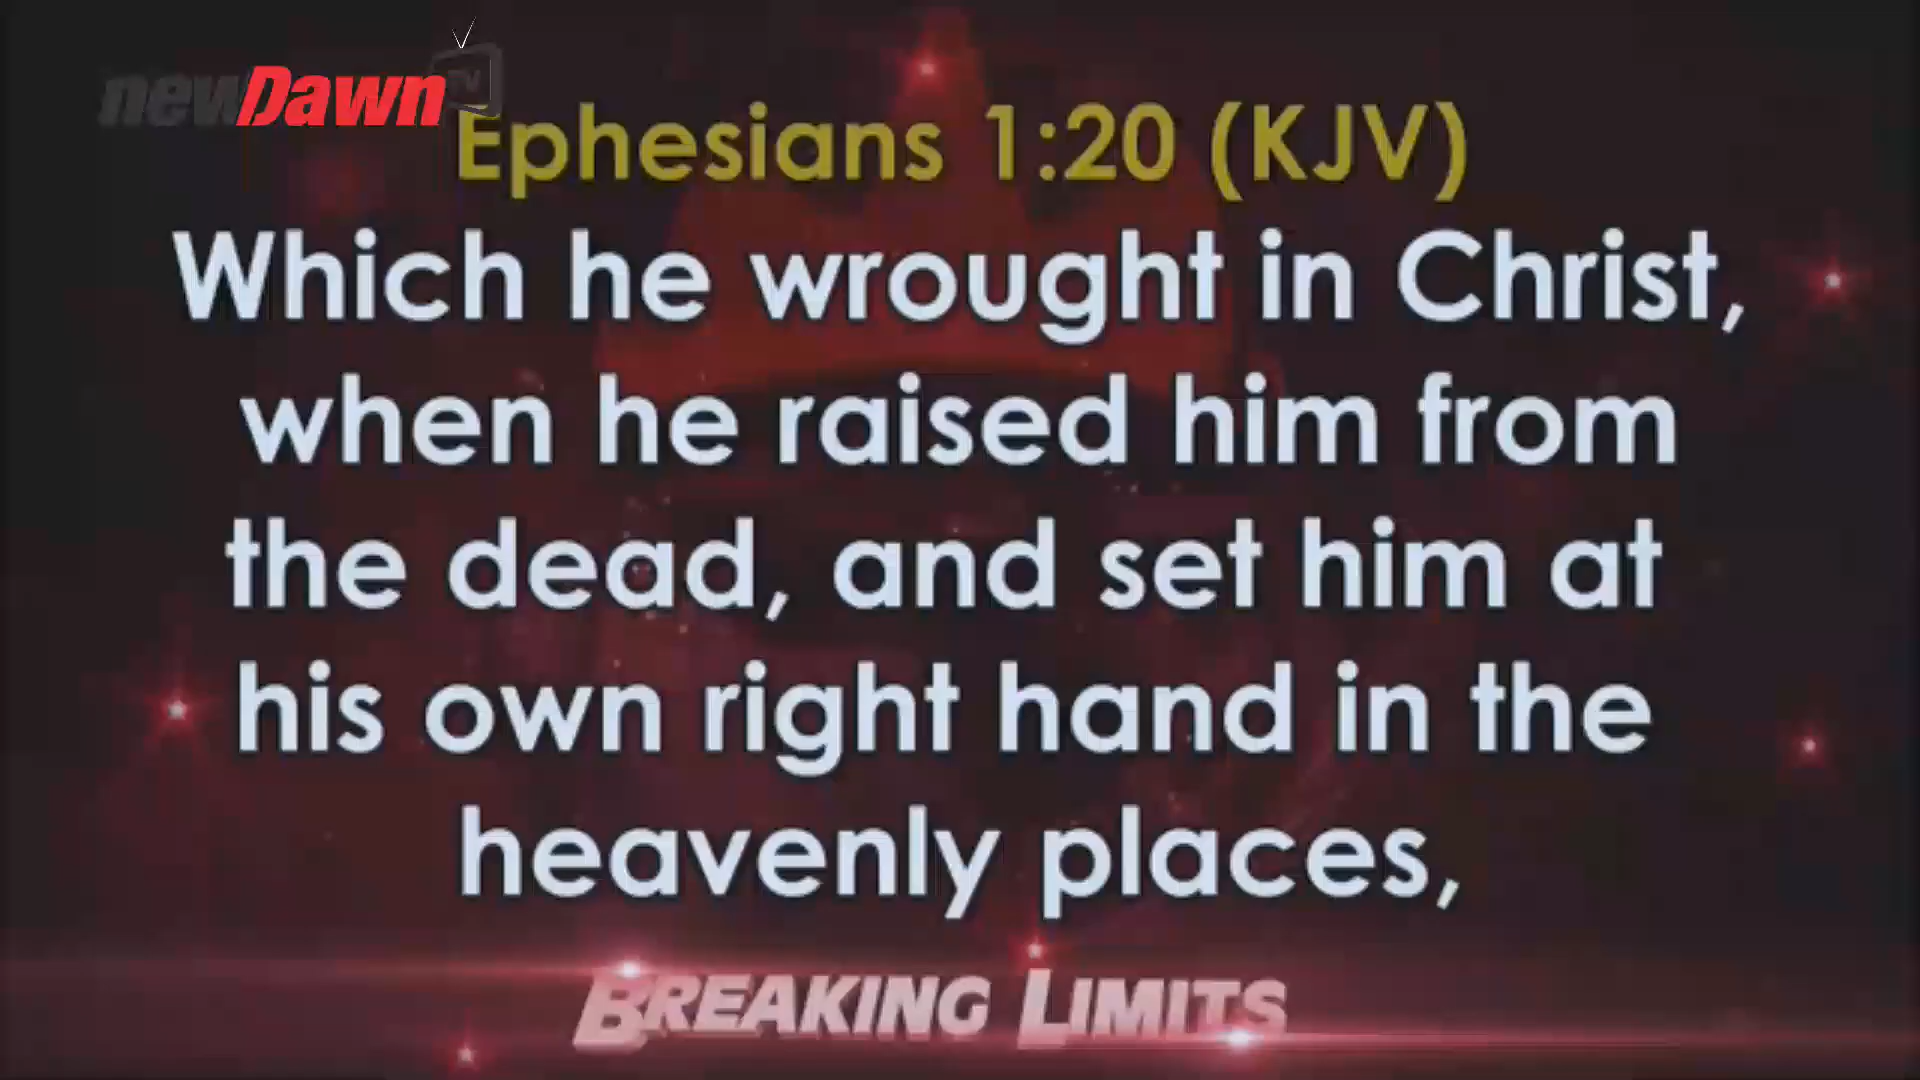 newDawn TV
Ephesians 1:20 (KJV)
Which he wrought in Christ,
when he raised him from
the dead, and set him at
his own right hand in the
heavenly places,
BREAKING LIMITS